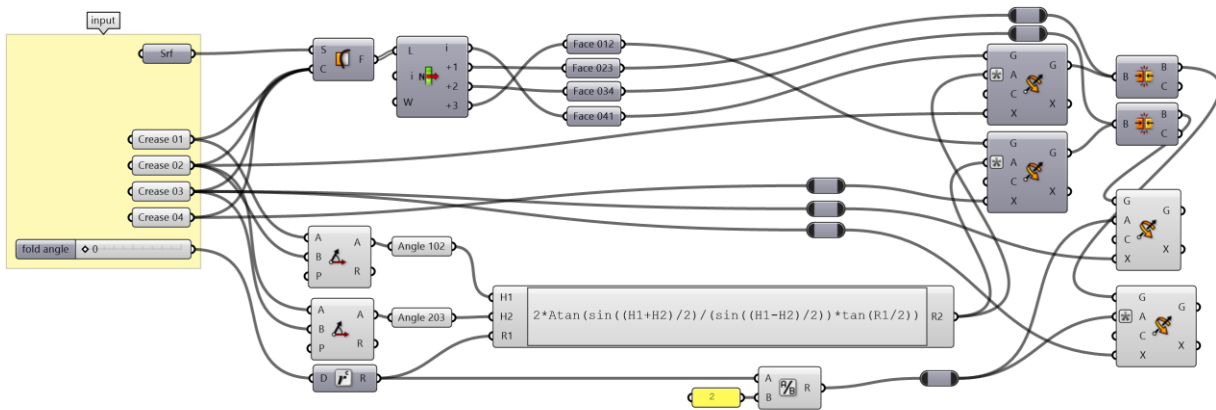 input
Srf
Crease 01
Crease 02
Crease 03
Crease 04
fold angle
0
S
C
F
L
i
W
i
N
+1
+2
+3
Face 012
Face 023
Face 034
Face 041
G
A
C
X
G
X
G
A
C
X
G
X
B
B
C
B
B
C
A
B
P
A
R
Angle 102
A
B
P
A
R
Angle 203
D
r
c
R
H1
H2
R1
2*Atan(sin((H1+H2)/2)/(sin((H1-H2)/2))*tan(R1/2))
R2
2
A
B
A/B
R
G
A
C
X
G
X
G
A
C
X
G
X